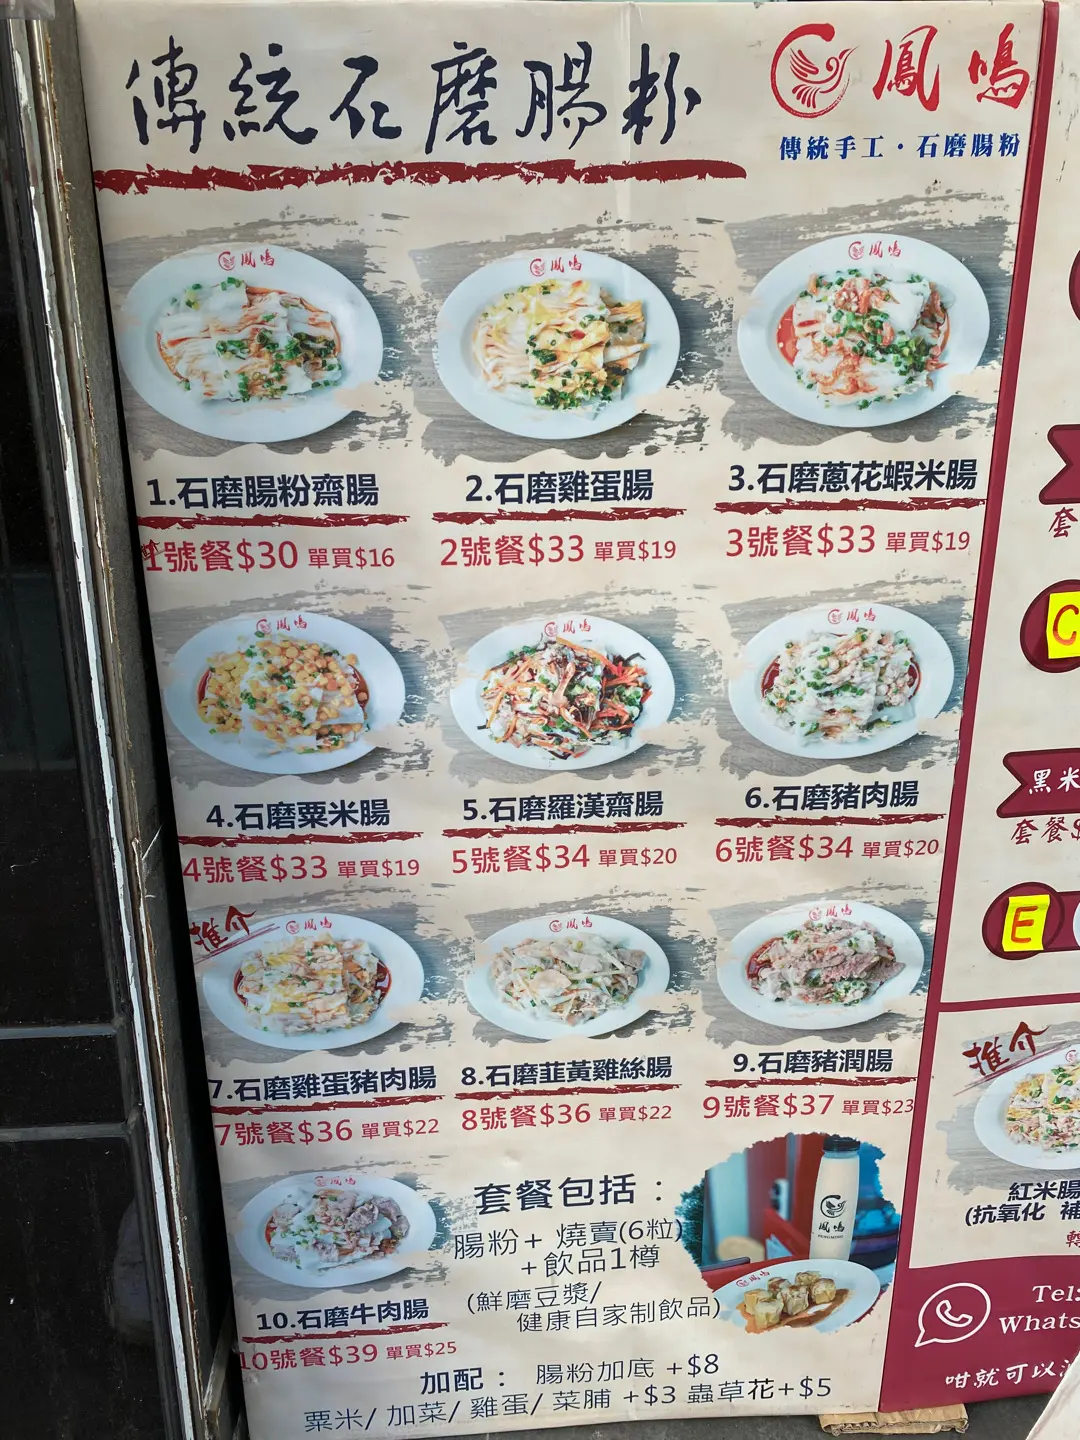 傳統石磨腸粉
鳳鳴
傳統手工・石磨腸粉
鳳鳴
鳳鳴
鳳鳴
1.石磨腸粉齋腸
2.石磨雞蛋腸
3.石磨蔥花蝦米腸
1號餐$30 單買$16
2號餐$33 單買$19
3號餐$33 單買$19
鳳鳴
鳳鳴
鳳鳴
4.石磨粟米腸
5.石磨羅漢齋腸
6.石磨豬肉腸
4號餐$33 單買$19
5號餐$34 單買$20
6號餐$34 單買$20
推介
鳳鳴
鳳鳴
鳳鳴
7.石磨雞蛋豬肉腸
8.石磨韮黃雞絲腸
9.石磨豬潤腸
7號餐$36 單買$22
8號餐$36 單買$22
9號餐$37 單買$23
鳳鳴
10.石磨牛肉腸
10號餐$39 單買$25
套餐包括：
腸粉+ 燒賣(6粒)
+飲品1樽
(鮮磨豆漿/
健康自家制飲品)
鳳鳴
鳳鳴
加配： 腸粉加底 +$8
粟米/ 加菜/ 雞蛋/ 菜脯 +$3 蟲草花+$5
套
C
黑米
套餐$
E
推介
紅米腸
(抗氧化 補
Tel:
Whats
咁就可以